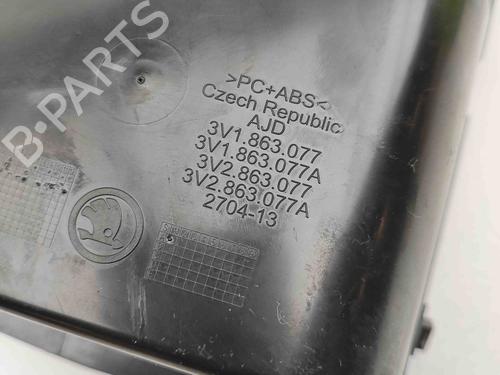 B-PARTS
>PC+ABS<
Czech Republic
AJD
3V1.863.077
3V1.863.077A
3V2.863.077
3V2.863.077A
2704-13